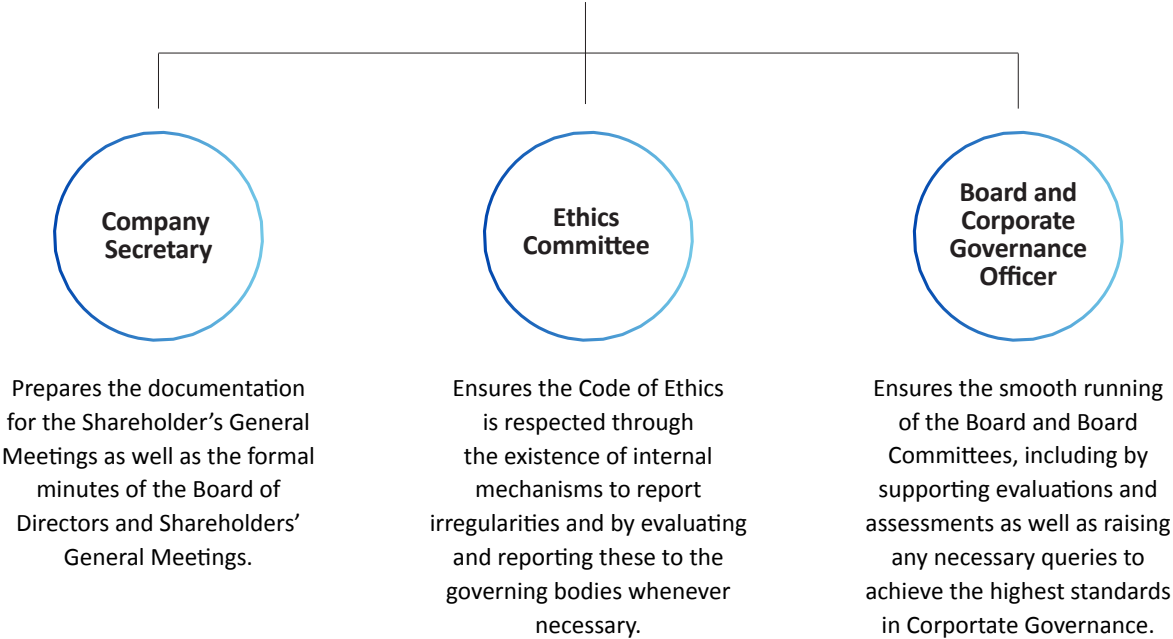 Company
Secretary
Prepares the documentation
for the Shareholder’s General
Meetings as well as the formal
minutes of the Board of
Directors and Shareholders’
General Meetings.
Ethics
Committee
Ensures the Code of Ethics
is respected through
the existence of internal
mechanisms to report
irregularities and by evaluating
and reporting these to the
governing bodies whenever
necessary.
Board and
Corporate
Governance
Officer
Ensures the smooth running
of the Board and Board
Committees, including by
supporting evaluations and
assessments as well as raising
any necessary queries to
achieve the highest standards
in Corportate Governance.